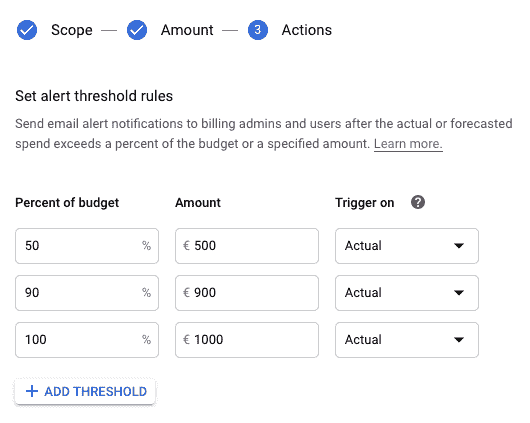 Scope — Amount — 3 Actions
Set alert threshold rules
Send email alert notifications to billing admins and users after the actual or forecasted
spend exceeds a percent of the budget or a specified amount. Learn more.
Percent of budget Amount Trigger on ?
50 % € 500 Actual
90 % € 900 Actual
100 % € 1000 Actual
+ ADD THRESHOLD